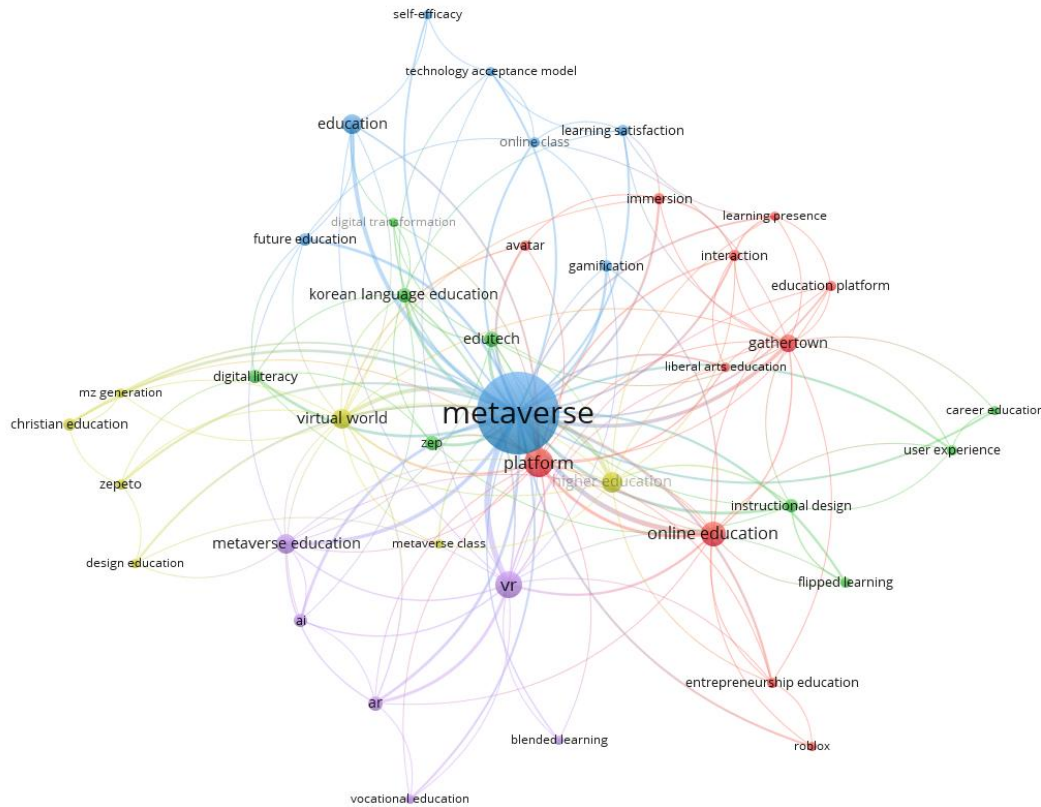 self-efficacy
technology acceptance model
education
learning satisfaction
online class
immersion
learning presence
digital transformation
future education
avatar
interaction
gamification
education platform
korean language education
edutech
gathertown
liberal arts education
digital literacy
mz generation
metaverse
career education
virtual world
christian education
zep
user experience
platform
higher education
zepeto
instructional design
online education
metaverse education
metaverse class
design education
flipped learning
vr
ai
entrepreneurship education
ar
blended learning
roblox
vocational education